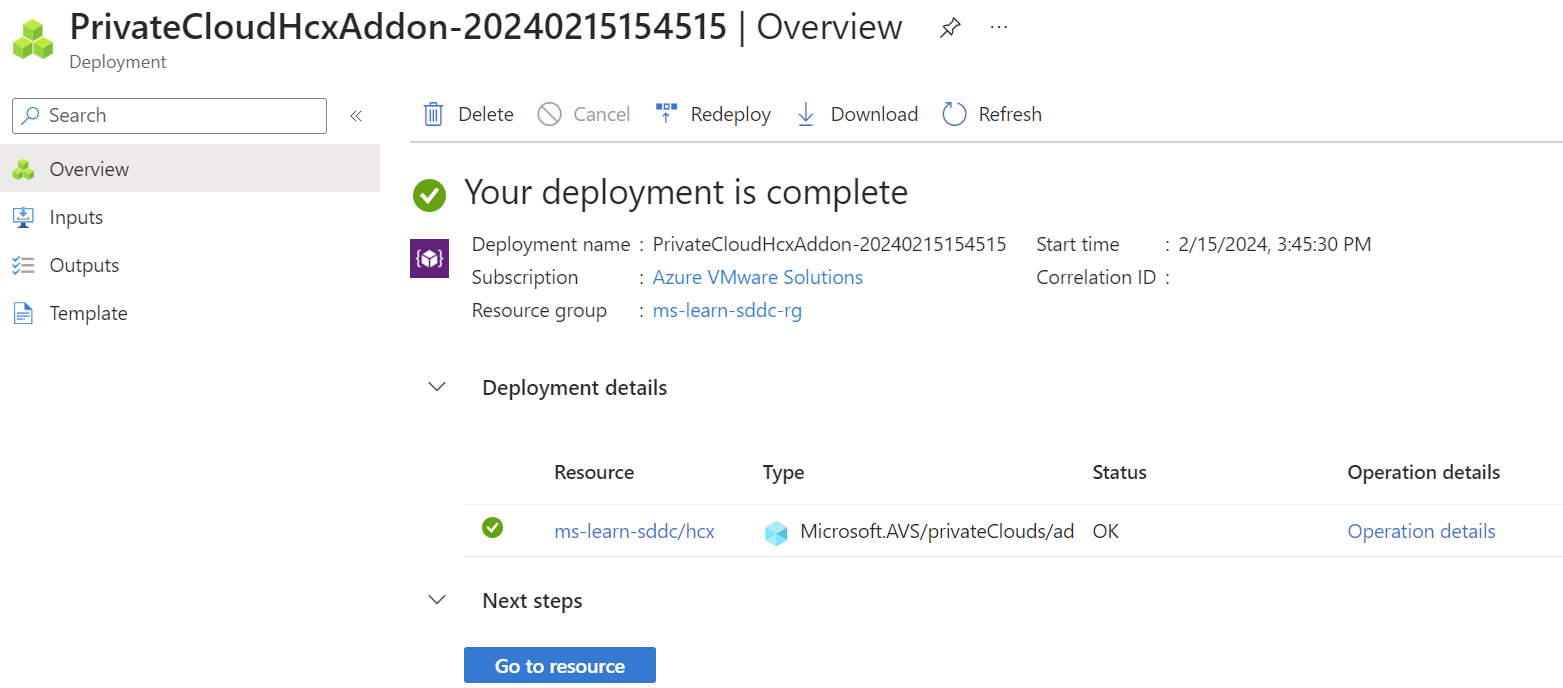 PrivateCloudHcxAddon-20240215154515 | Overview ...
Deployment
Search «
Delete Cancel Redeploy Download Refresh
Overview
Inputs
Outputs
Template
Your deployment is complete
Deployment name : PrivateCloudHcxAddon-20240215154515 Start time : 2/15/2024, 3:45:30 PM
Subscription : Azure VMware Solutions Correlation ID :
Resource group : ms-learn-sddc-rg
Deployment details
Resource Type Status Operation details
ms-learn-sddc/hcx Microsoft.AVS/privateClouds/ad OK Operation details
Next steps
Go to resource